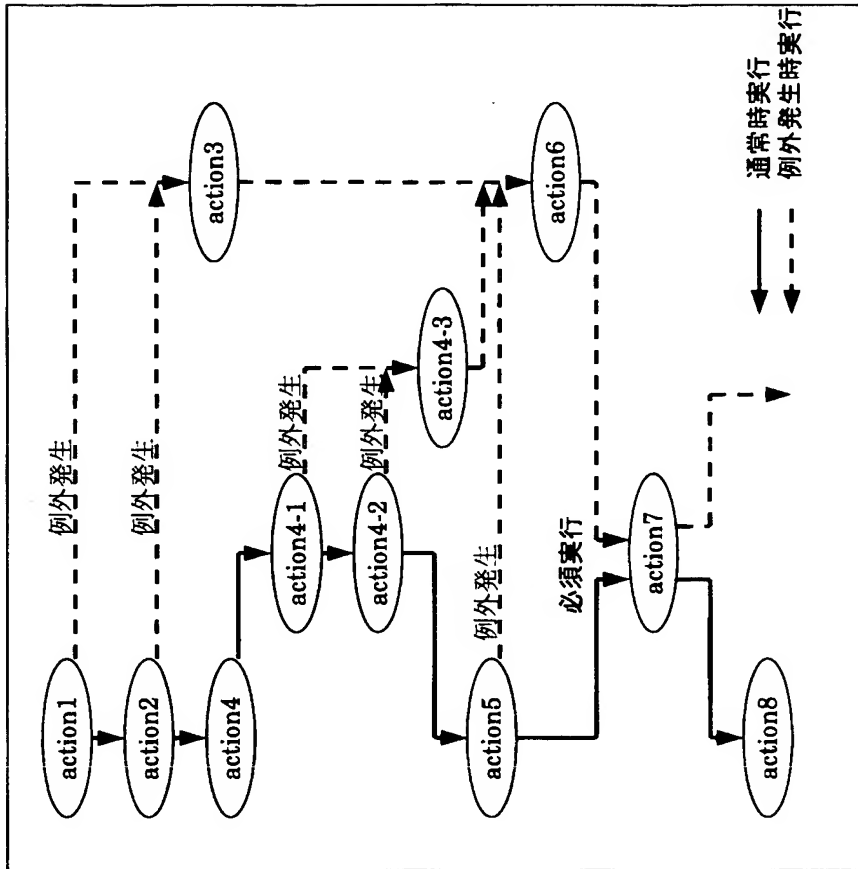 action1
例外発生
action2
例外発生
action3
action4
action4-1
例外発生
action4-2
例外発生
action4-3
action5
例外発生
action6
必須実行
action7
action8
通常時実行
例外発生時実行